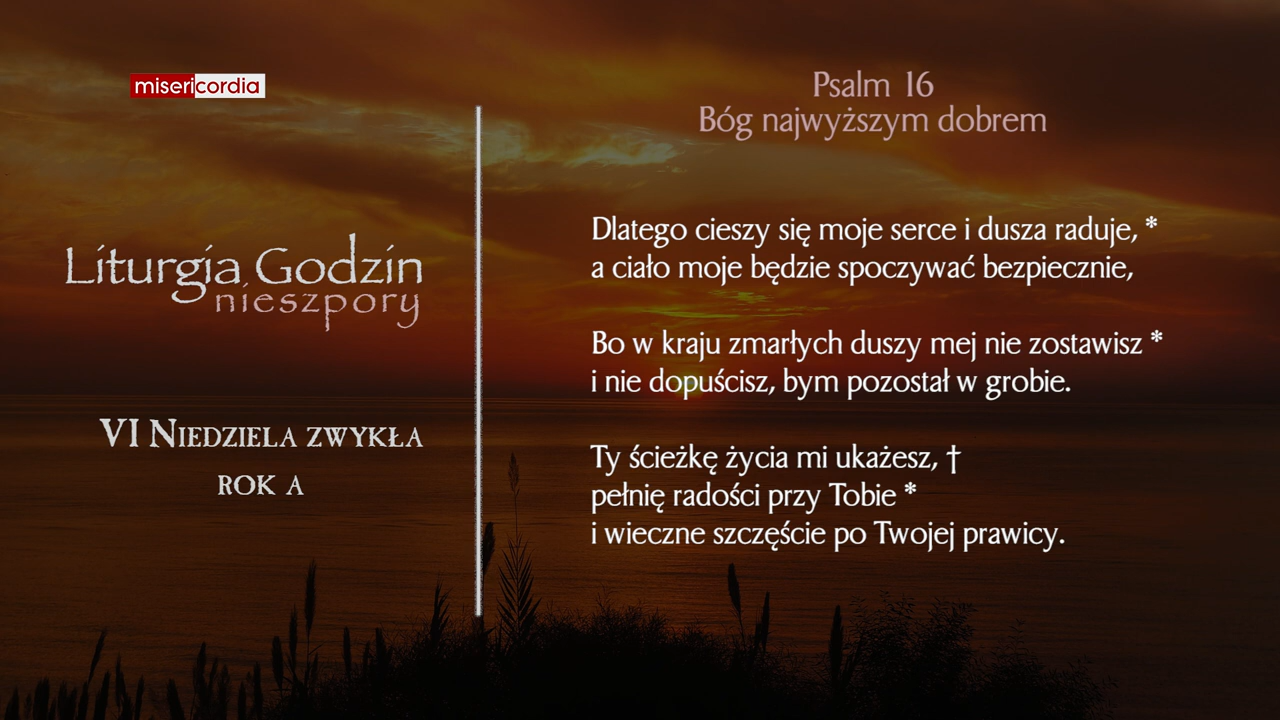 misericordia
Liturgia Godzin
nieszpory
VI Niedziela zwykła
rok A
Psalm 16
Bóg najwyższym dobrem
Dlatego cieszy się moje serce i dusza raduje, *
a ciało moje będzie spoczywać bezpiecznie,
Bo w kraju zmarłych duszy mej nie zostawisz *
i nie dopuścisz, bym pozostał w grobie.
Ty ścieżkę życia mi ukażesz, †
pełnię radości przy Tobie *
i wieczne szczęście po Twojej prawicy.